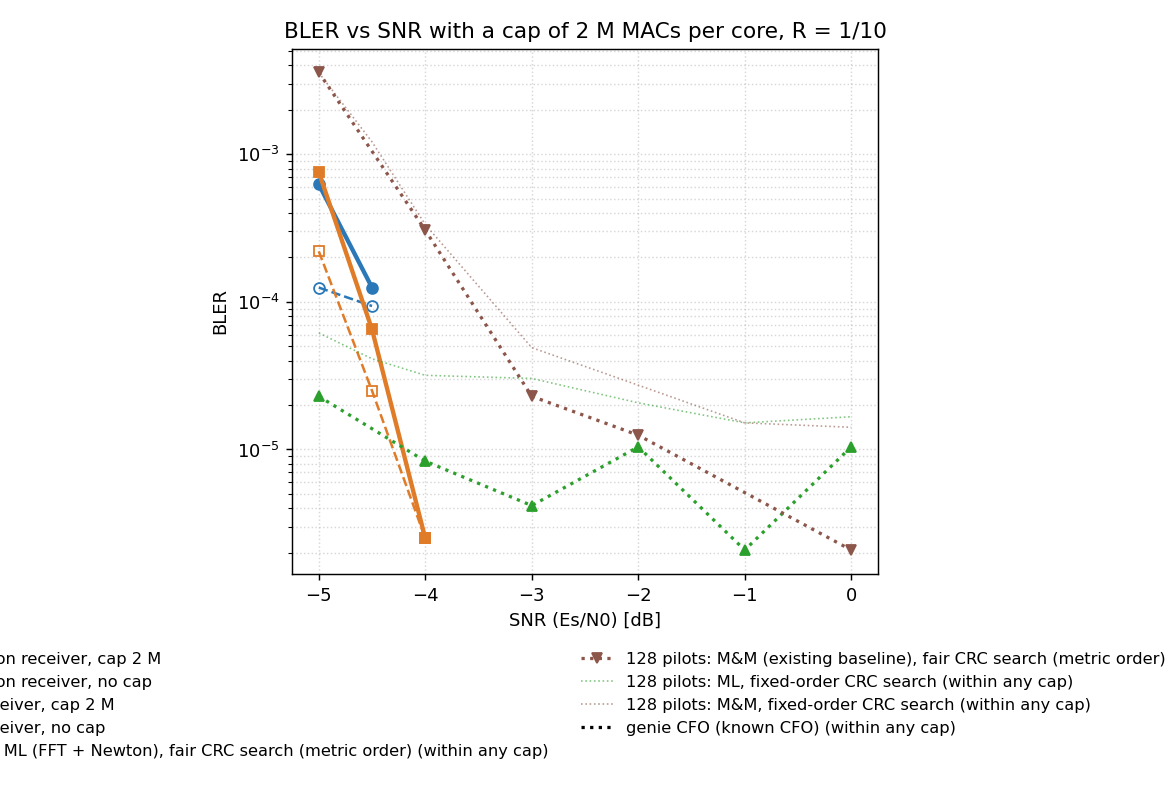 BLER vs SNR with a cap of 2 M MACs per core, R = 1/10
BLER
10⁻³
10⁻⁴
10⁻⁵
−5
−4
−3
−2
−1
0
SNR (Es/N0) [dB]
on receiver, cap 2 M
on receiver, no cap
eiver, cap 2 M
eiver, no cap
ML (FFT + Newton), fair CRC search (metric order) (within any cap)
128 pilots: M&M (existing baseline), fair CRC search (metric order)
128 pilots: ML, fixed-order CRC search (within any cap)
128 pilots: M&M, fixed-order CRC search (within any cap)
genie CFO (known CFO) (within any cap)